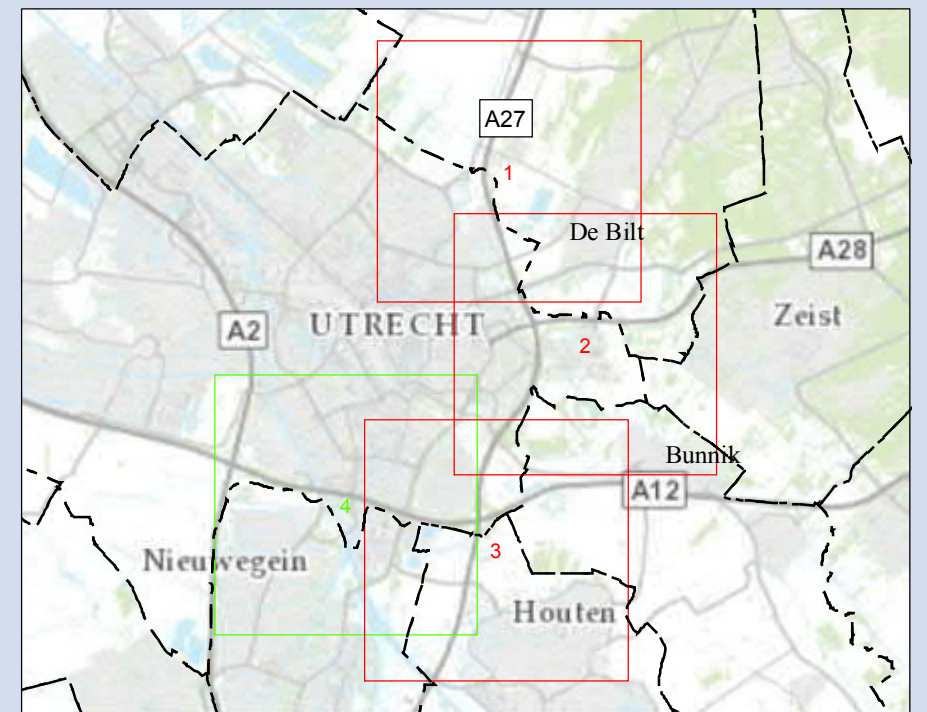 A27
1
De Bilt
A28
Zeist
UTRECHT
A2
2
Bunnik
A12
4
3
Nieuwegein
Houten